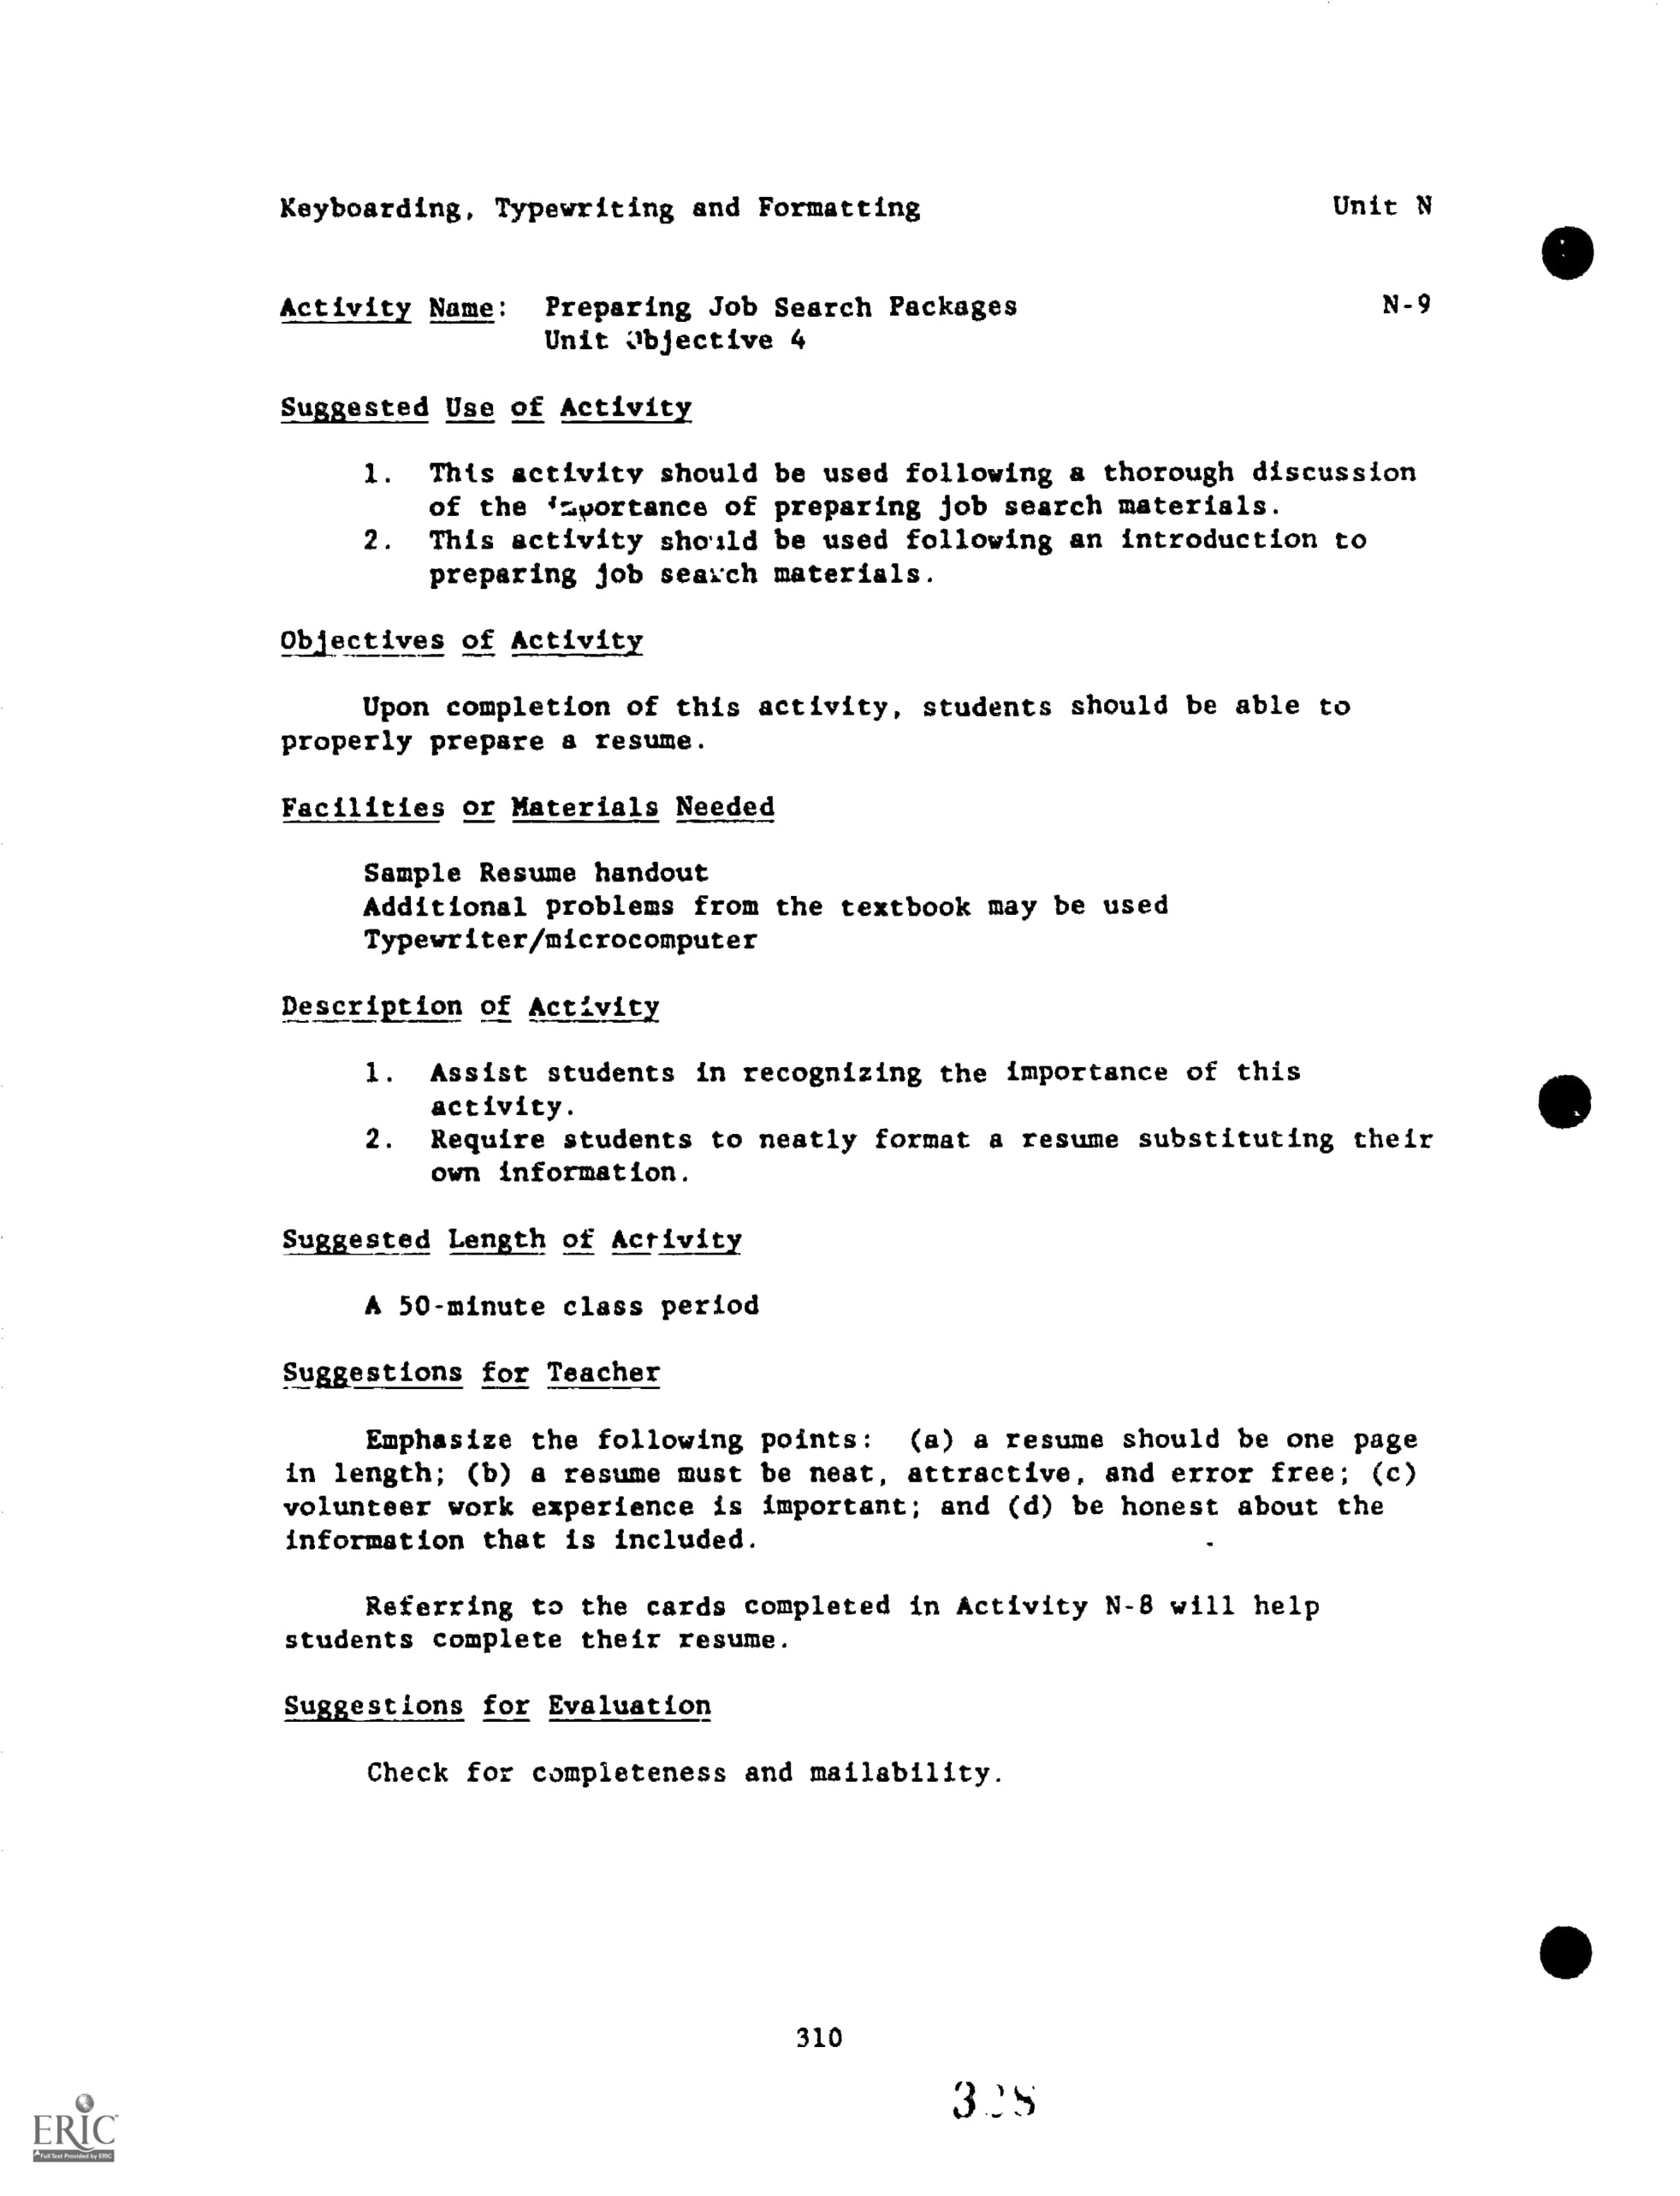 Keyboarding, Typewriting and Formatting Unit N
Activity Name: Preparing Job Search Packages N-9
Unit Objective 4
Suggested Use of Activity
1. This activity should be used following a thorough discussion
of the importance of preparing job search materials.
2. This activity should be used following an introduction to
preparing job search materials.
Objectives of Activity
Upon completion of this activity, students should be able to
properly prepare a resume.
Facilities or Materials Needed
Sample Resume handout
Additional problems from the textbook may be used
Typewriter/microcomputer
Description of Activity
1. Assist students in recognizing the importance of this
activity.
2. Require students to neatly format a resume substituting their
own information.
Suggested Length of Activity
A 50-minute class period
Suggestions for Teacher
Emphasize the following points: (a) a resume should be one page
in length; (b) a resume must be neat, attractive, and error free; (c)
volunteer work experience is important; and (d) be honest about the
information that is included.
Referring to the cards completed in Activity N-8 will help
students complete their resume.
Suggestions for Evaluation
Check for completeness and mailability.
310
ERIC
Full Text Provided by ERIC